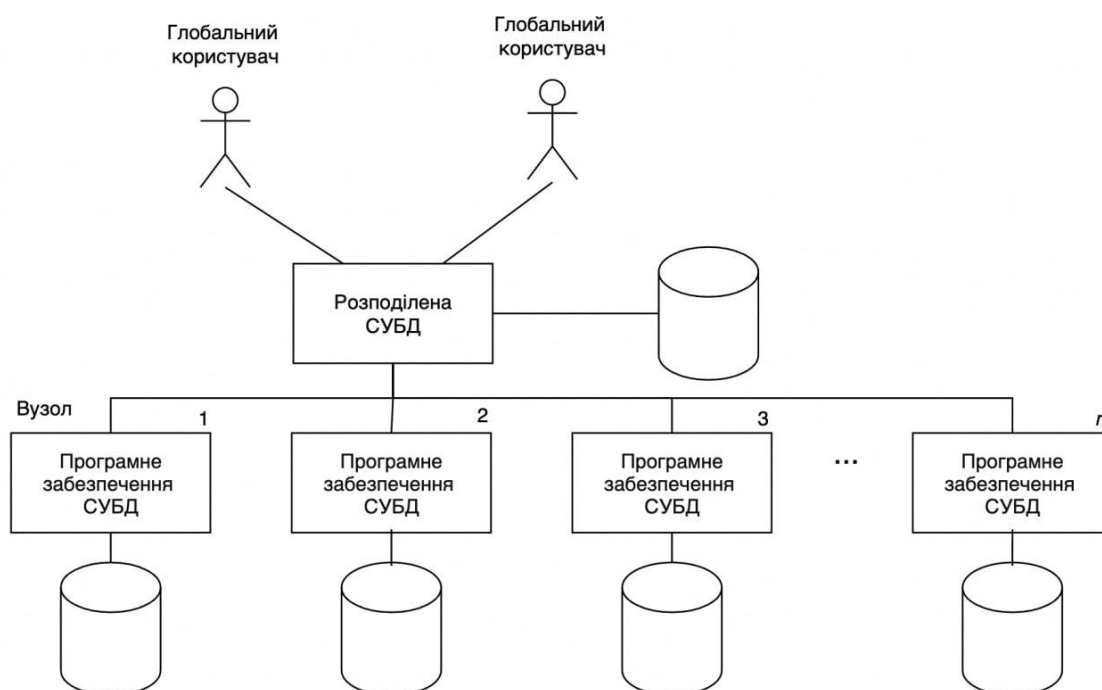 Глобальний
користувач
Глобальний
користувач
Розподілена
СУБД
Вузол
1
2
3
Програмне
забезпечення
СУБД
Програмне
забезпечення
СУБД
Програмне
забезпечення
СУБД
...
Програмне
забезпечення
СУБД